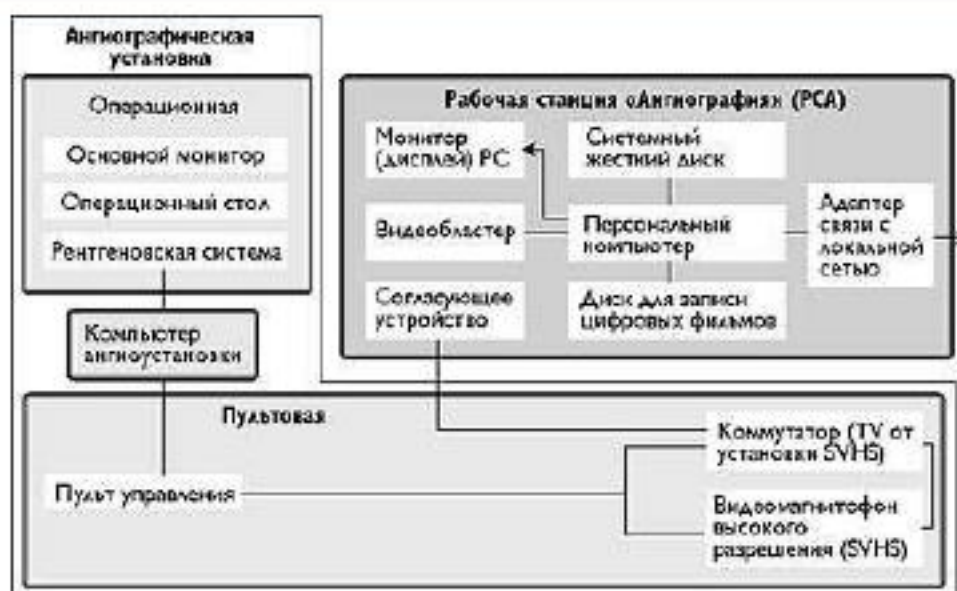 Ангиографическая
установка
Операционная
Основной монитор
Операционный стол
Рентгеновская система
Компьютер
ангиоустановки
Рабочая станция «Ангиография» (РСА)
Монитор
(дисплей) РС
Системный
жесткий диск
Видеобластер
Персональный
компьютер
Адаптер
связи с
локальной
сетью
Согласующее
устройство
Диск для записи
цифровых фильмов
Пультовая
Пульт управления
Коммутатор (TV от
установки SVHS)
Видеомагнитофон
высокого
разрешения (SVHS)